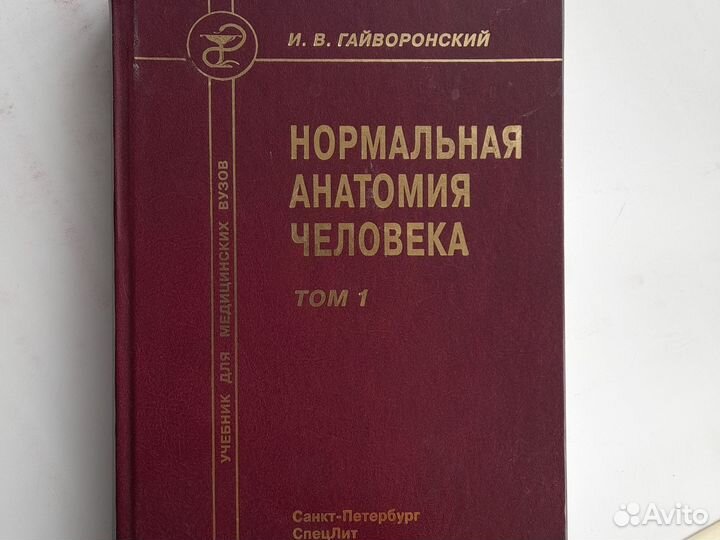 И. В. ГАЙВОРОНСКИЙ
НОРМАЛЬНАЯ
АНАТОМИЯ
ЧЕЛОВЕКА
ТОМ 1
УЧЕБНИК ДЛЯ МЕДИЦИНСКИХ ВУЗОВ
Санкт-Петербург
СпецЛит
Avito